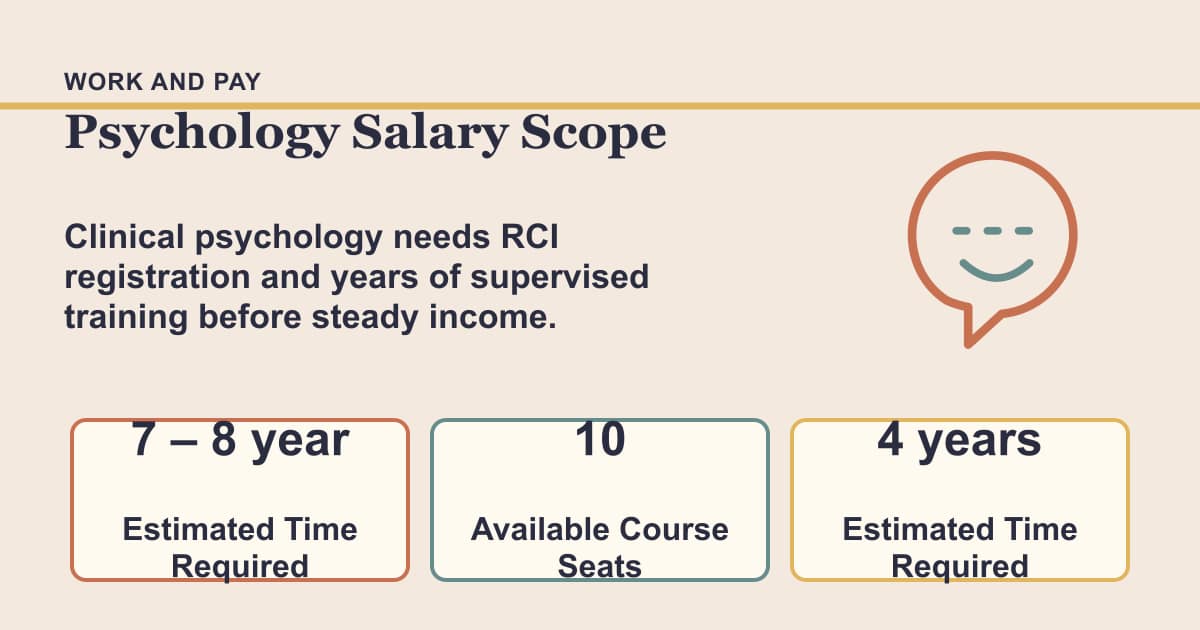 WORK AND PAY
Psychology Salary Scope
Clinical psychology needs RCI
registration and years of supervised
training before steady income.
7 – 8 year
Estimated Time
Required
10
Available Course
Seats
4 years
Estimated Time
Required